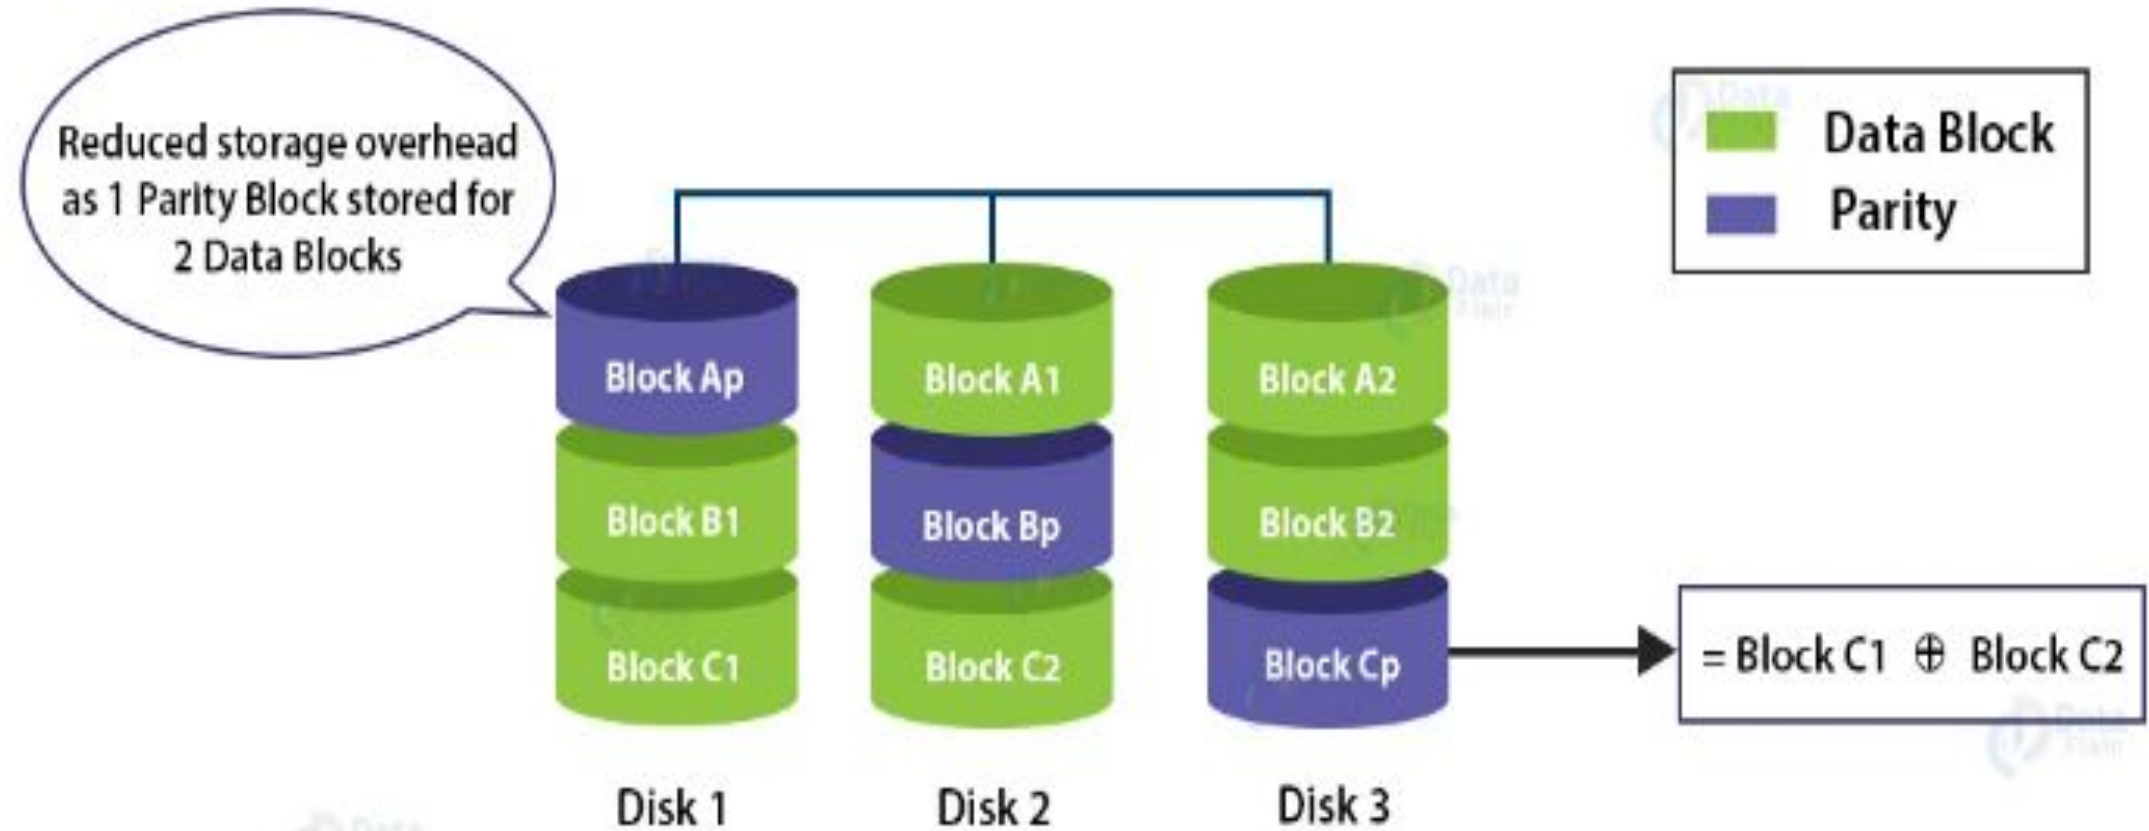 Reduced storage overhead
as 1 Parity Block stored for
2 Data Blocks
Data Block
Parity
Block Ap
Block A1
Block A2
Block B1
Block Bp
Block B2
Block C1
Block C2
Block Cp
= Block C1 ⊕ Block C2
Disk 1
Disk 2
Disk 3
Data
Flair